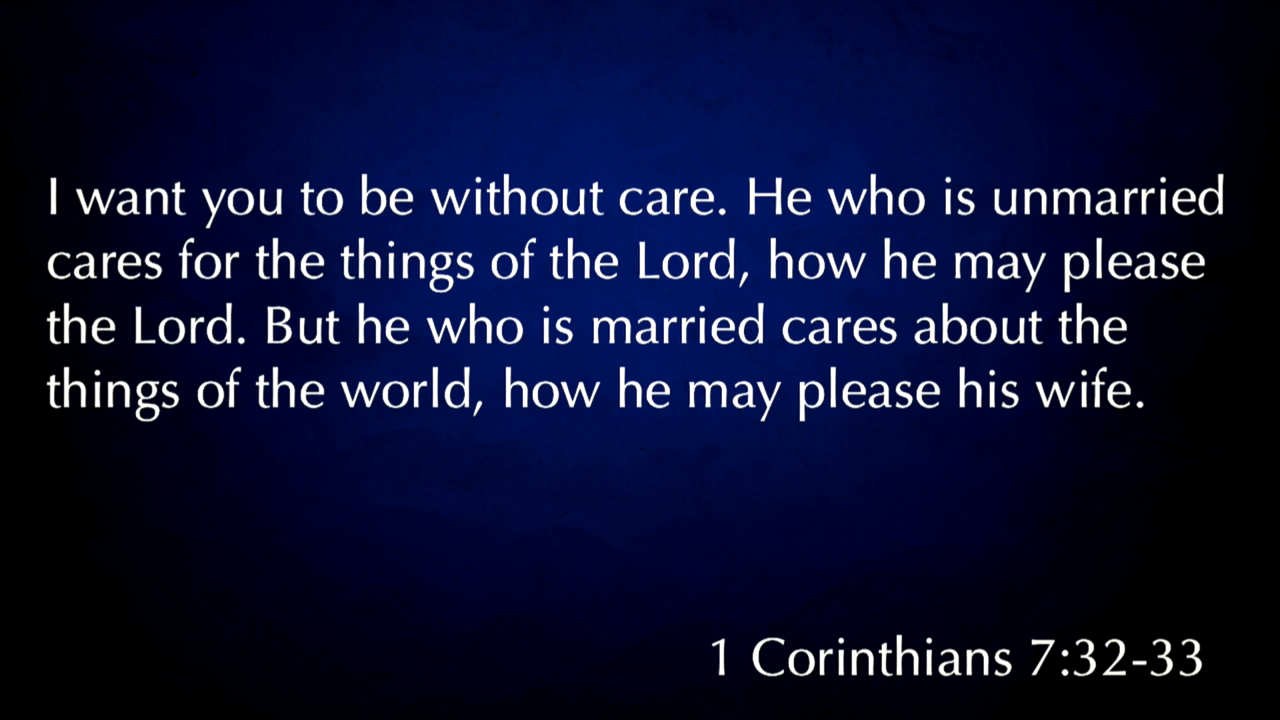 I want you to be without care. He who is unmarried
cares for the things of the Lord, how he may please
the Lord. But he who is married cares about the
things of the world, how he may please his wife.
1 Corinthians 7:32-33